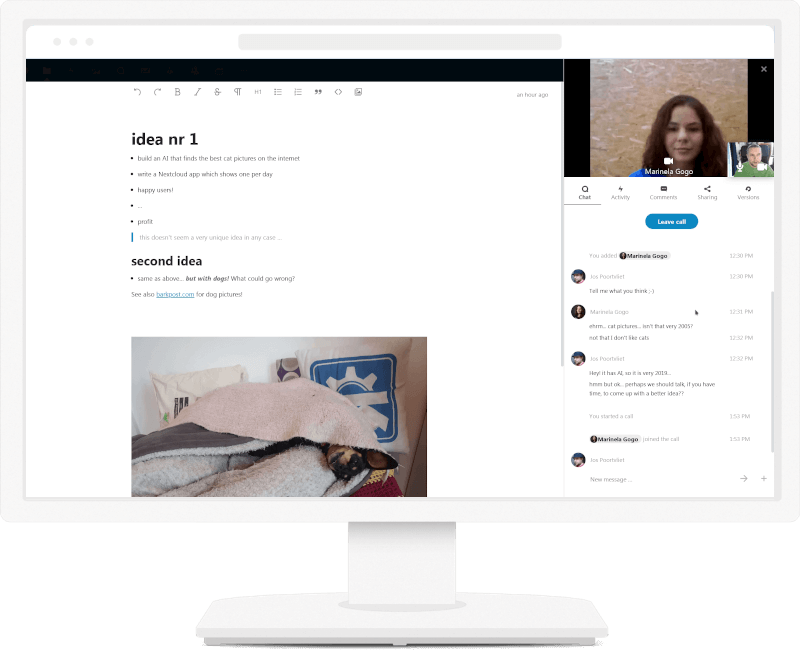 H1
an hour ago
idea nr 1
• build an AI that finds the best cat pictures on the internet
• write a Nextcloud app which shows one per day
• happy users!
• ...
• profit
this doesn't seem a very unique idea in any case ...
second idea
• same as above... but with dogs! What could go wrong?
See also barkpost.com for dog pictures!
Marinela Gogo
Chat Activity Comments Sharing Versions
Leave call
You added Marinela Gogo 12:30 PM
Jos Poortvliet 12:30 PM
Tell me what you think ;-)
Marinela Gogo 12:31 PM
ehrm... cat pictures... isn't that very 2005?
not that I don't like cats 12:32 PM
Jos Poortvliet 12:32 PM
Hey! it has AI, so it is very 2019...
hmm but ok... perhaps we should talk, if you have
time, to come up with a better idea??
You started a call 1:53 PM
Marinela Gogo joined the call 1:53 PM
Jos Poortvliet
New message ...